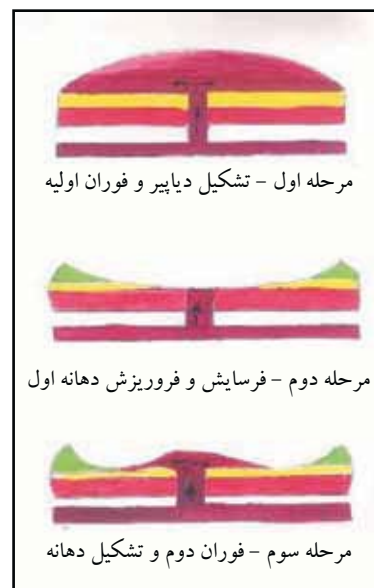 مرحله اول – تشکیل دیاپیر و فوران اولیه
مرحله دوم – فرسایش و فروریزش دهانه اول
مرحله سوم – فوران دوم و تشکیل دهانه